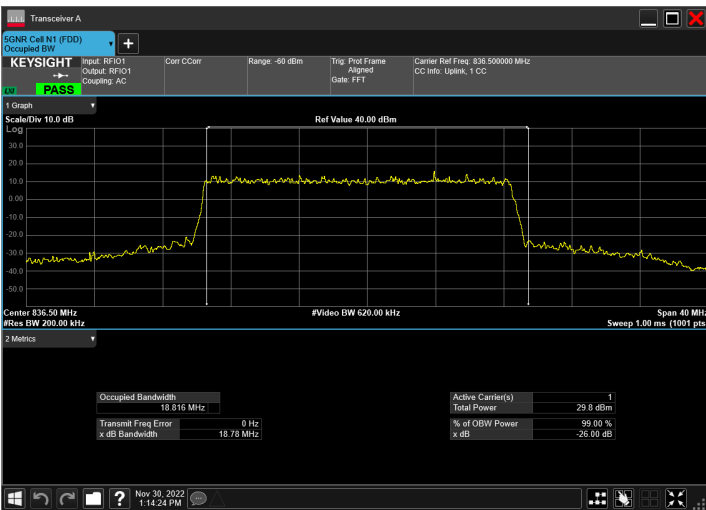 Transceiver A
5GNR Cell N1 (FDD)
Occupied BW
KEYSIGHT
LXI
PASS
Input: RFIO1
Output: RFIO1
Coupling: AC
Corr CCorr
Range: -60 dBm
Trig: Prot Frame
Aligned
Gate: FFT
Carrier Ref Freq: 836.500000 MHz
CC Info: Uplink, 1 CC
1 Graph
Scale/Div 10.0 dB
Ref Value 40.00 dBm
Log
30.0
20.0
10.0
0.00
-10.0
-20.0
-30.0
-40.0
-50.0
Center 836.50 MHz
#Video BW 620.00 kHz
Span 40 MHz
#Res BW 200.00 kHz
Sweep 1.00 ms (1001 pts
2 Metrics
Occupied Bandwidth
18.816 MHz
Transmit Freq Error 0 Hz
x dB Bandwidth 18.78 MHz
Active Carrier(s) 1
Total Power 29.8 dBm
% of OBW Power 99.00 %
x dB -26.00 dB
?
Nov 30, 2022
1:14:24 PM